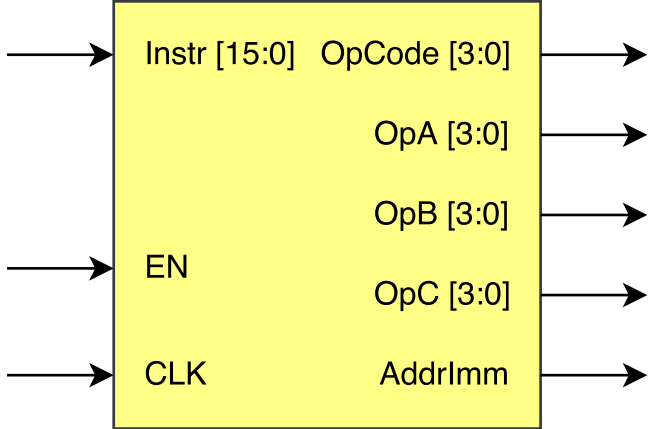 Instr [15:0] OpCode [3:0]
OpA [3:0]
OpB [3:0]
EN
OpC [3:0]
CLK AddrImm